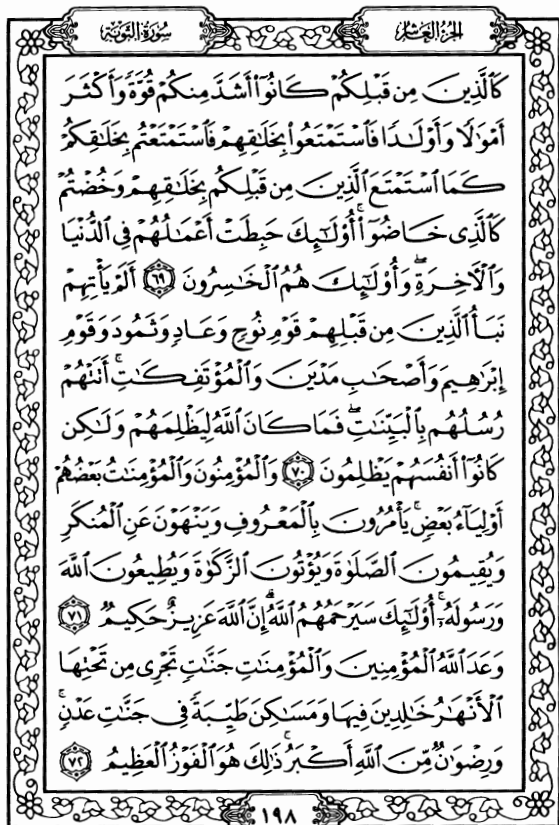 الجزء العاشر
سورة التوبة
كَٱلَّذِينَ مِن قَبْلِكُمْ كَانُوٓا۟ أَشَدَّ مِنكُمْ قُوَّةً وَأَكْثَرَ
أَمْوَٰلًا وَأَوْلَٰدًا فَٱسْتَمْتَعُوا۟ بِخَلَٰقِهِمْ فَٱسْتَمْتَعْتُم بِخَلَٰقِكُمْ
كَمَا ٱسْتَمْتَعَ ٱلَّذِينَ مِن قَبْلِكُم بِخَلَٰقِهِمْ وَخُضْتُمْ
كَٱلَّذِى خَاضُوٓا۟ ۚ أُو۟لَٰٓئِكَ حَبِطَتْ أَعْمَٰلُهُمْ فِى ٱلدُّنْيَا
وَٱلْءَاخِرَةِ ۖ وَأُو۟لَٰٓئِكَ هُمُ ٱلْخَٰسِرُونَ ٦٩ أَلَمْ يَأْتِهِمْ
نَبَأُ ٱلَّذِينَ مِن قَبْلِهِمْ قَوْمِ نُوحٍ وَعَادٍ وَثَمُودَ وَقَوْمِ
إِبْرَٰهِيمَ وَأَصْحَٰبِ مَدْيَنَ وَٱلْمُؤْتَفِكَٰتِ ۚ أَتَتْهُمْ
رُسُلُهُم بِٱلْبَيِّنَٰتِ ۖ فَمَا كَانَ ٱللَّهُ لِيَظْلِمَهُمْ وَلَٰكِن
كَانُوٓا۟ أَنفُسَهُمْ يَظْلِمُونَ ٧٠ وَٱلْمُؤْمِنُونَ وَٱلْمُؤْمِنَٰتُ بَعْضُهُمْ
أَوْلِيَآءُ بَعْضٍ ۚ يَأْمُرُونَ بِٱلْمَعْرُوفِ وَيَنْهَوْنَ عَنِ ٱلْمُنكَرِ
وَيُقِيمُونَ ٱلصَّلَوٰةَ وَيُؤْتُونَ ٱلزَّكَوٰةَ وَيُطِيعُونَ ٱللَّهَ
وَرَسُولَهُۥٓ ۚ أُو۟لَٰٓئِكَ سَيَرْحَمُهُمُ ٱللَّهُ ۗ إِنَّ ٱللَّهَ عَزِيزٌ حَكِيمٌ ٧١
وَعَدَ ٱللَّهُ ٱلْمُؤْمِنِينَ وَٱلْمُؤْمِنَٰتِ جَنَّٰتٍ تَجْرِى مِن تَحْتِهَا
ٱلْأَنْهَٰرُ خَٰلِدِينَ فِيهَا وَمَسَٰكِنَ طَيِّبَةً فِى جَنَّٰتِ عَدْنٍ ۚ
وَرِضْوَٰنٌ مِّنَ ٱللَّهِ أَكْبَرُ ۚ ذَٰلِكَ هُوَ ٱلْفَوْزُ ٱلْعَظِيمُ ٧٢
١٩٨